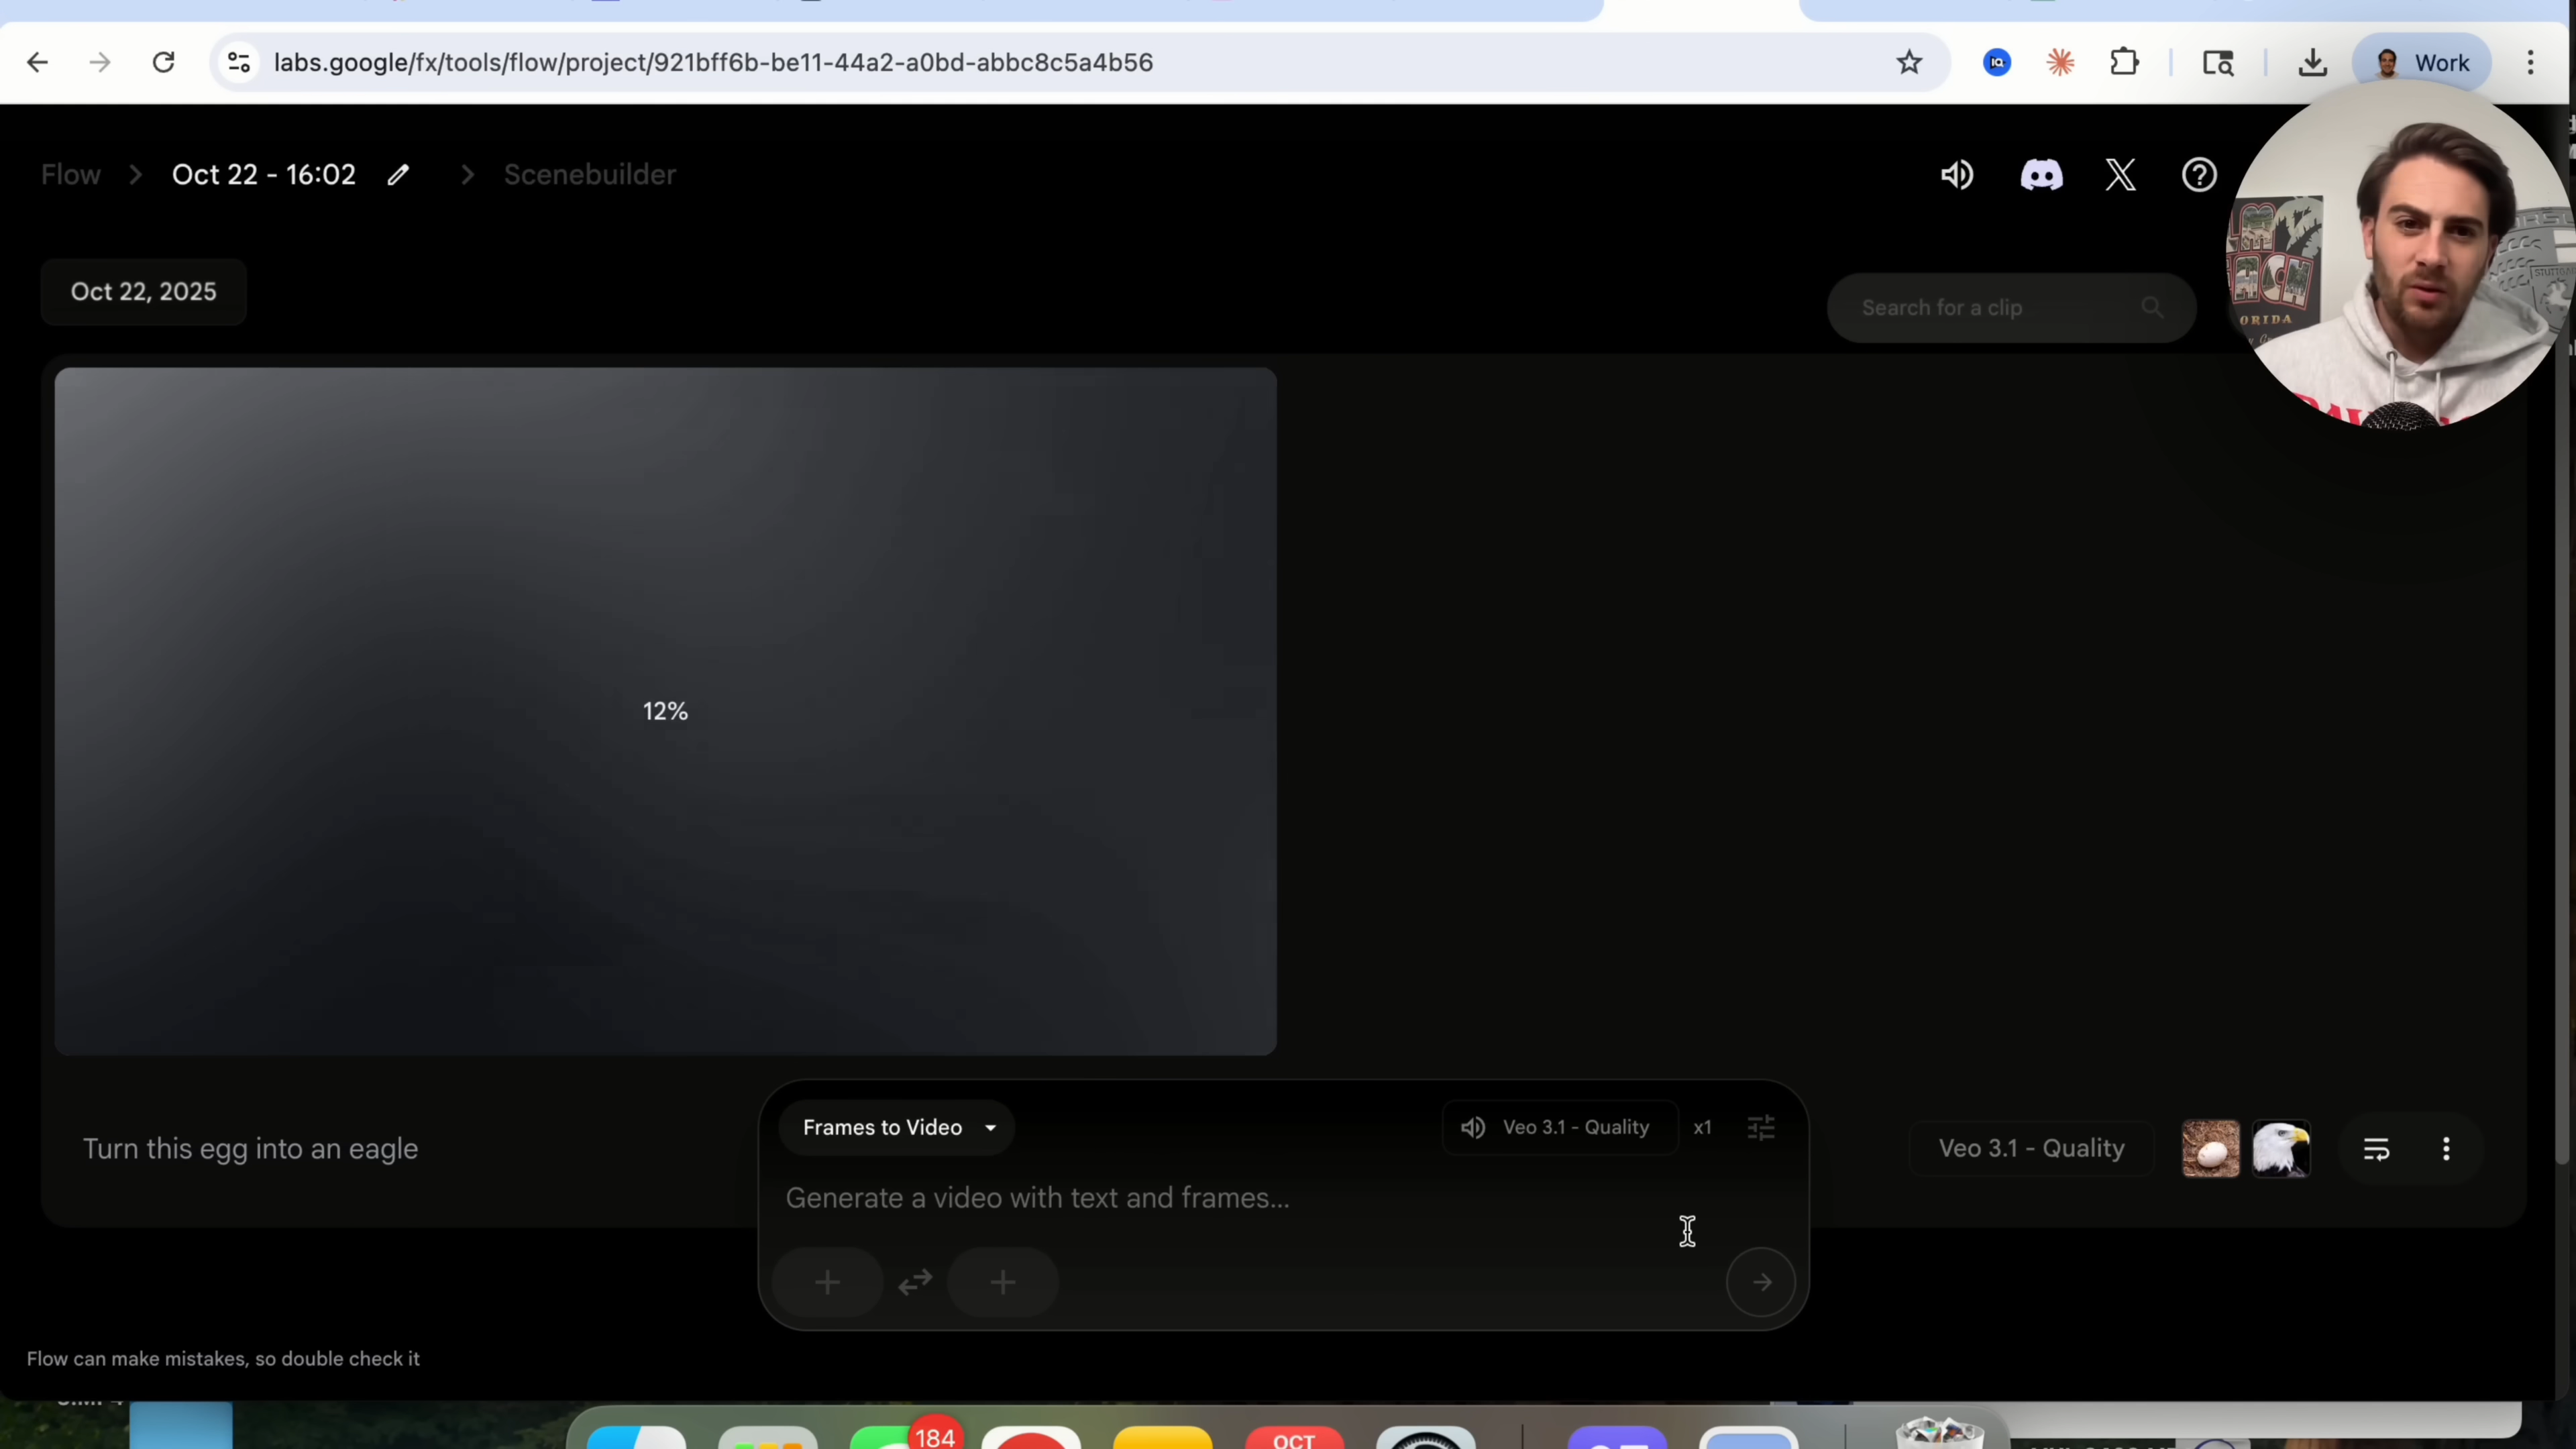 labs.google/fx/tools/flow/project/921bff6b-be11-44a2-a0bd-abbc8c5a4b56
Work
Flow
Oct 22 - 16:02
Scenebuilder
Oct 22, 2025
Search for a clip
ORIDA
12%
Frames to Video
Veo 3.1 - Quality
x1
Turn this egg into an eagle
Veo 3.1 - Quality
Generate a video with text and frames...
Flow can make mistakes, so double check it
184
OCT